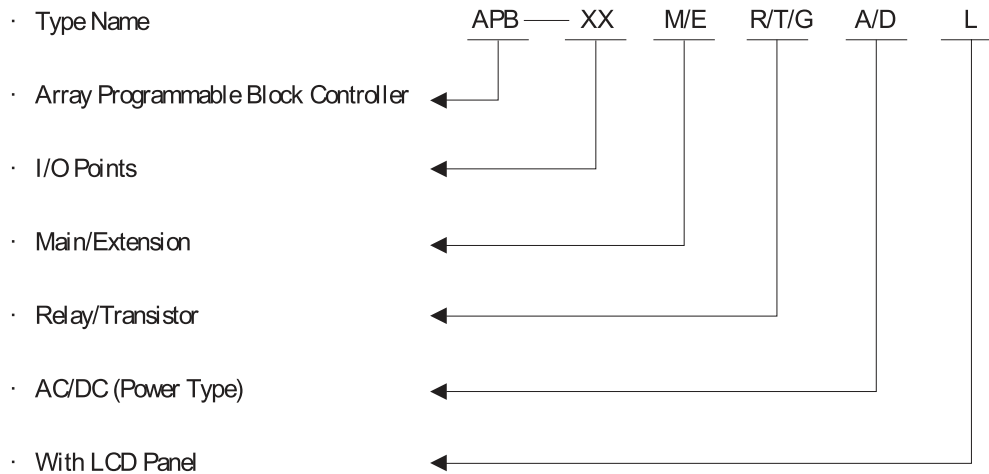 · Type Name APB — XX M/E R/T/G A/D L
· Array Programmable Block Controller
· I/O Points
· Main/Extension
· Relay/Transistor
· AC/DC (Power Type)
· With LCD Panel